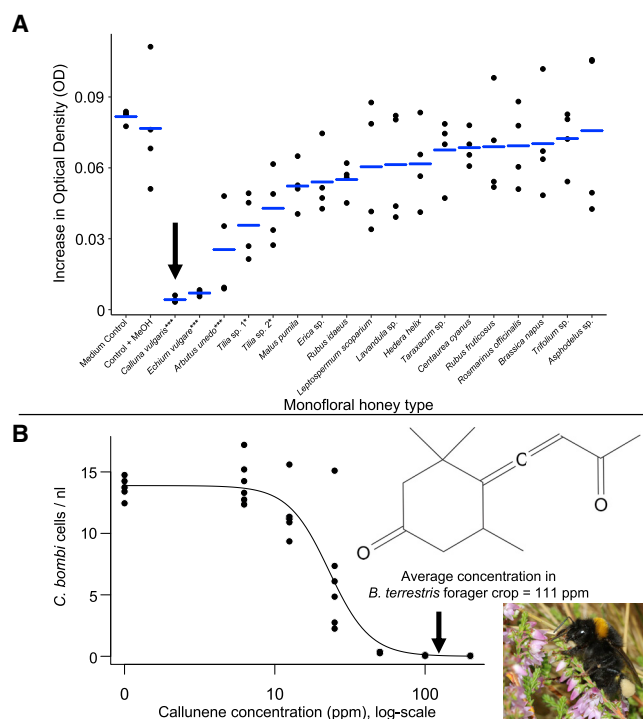 A
Increase in Optical Density (OD)
0.09
0.06
0.03
0
Medium Control
Control + MeOH
Calluna vulgaris***
Echium vulgare***
Arbutus unedo***
Tilia sp. 1*
Tilia sp. 2*
Malus pumila
Erica sp.
Rubus idaeus
Leptospermum scoparium
Lavandula sp.
Hedera helix
Taraxacum sp.
Centaurea cyanus
Rubus fruticosus
Rosmarinus officinalis
Brassica napus
Trifolium sp.
Asphodelus sp.
Monofloral honey type
B
C. bombi cells / nl
15
10
5
0
0
10
100
Callunene concentration (ppm), log-scale
C
O
O
Average concentration in
B. terrestris forager crop = 111 ppm